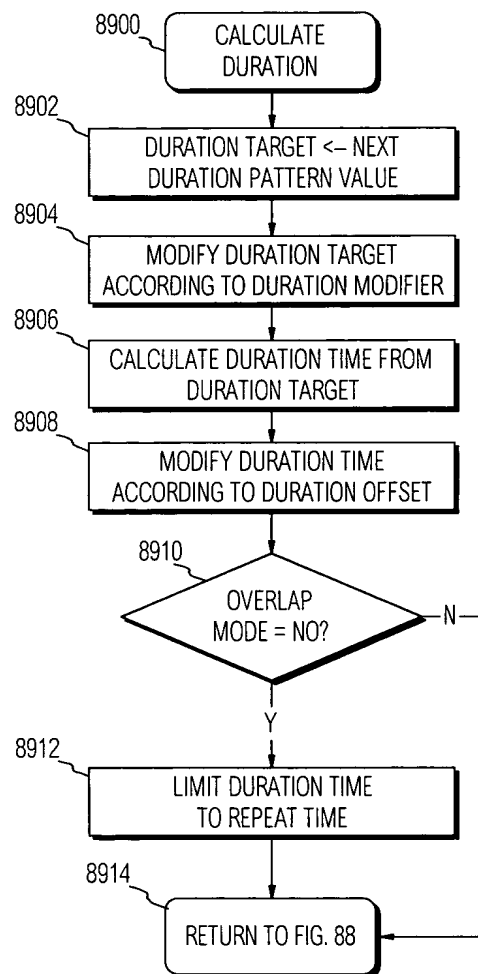 8900
CALCULATE
DURATION
8902
DURATION TARGET <– NEXT
DURATION PATTERN VALUE
8904
MODIFY DURATION TARGET
ACCORDING TO DURATION MODIFIER
8906
CALCULATE DURATION TIME FROM
DURATION TARGET
8908
MODIFY DURATION TIME
ACCORDING TO DURATION OFFSET
8910
OVERLAP
MODE = NO?
N
Y
8912
LIMIT DURATION TIME
TO REPEAT TIME
8914
RETURN TO FIG. 88